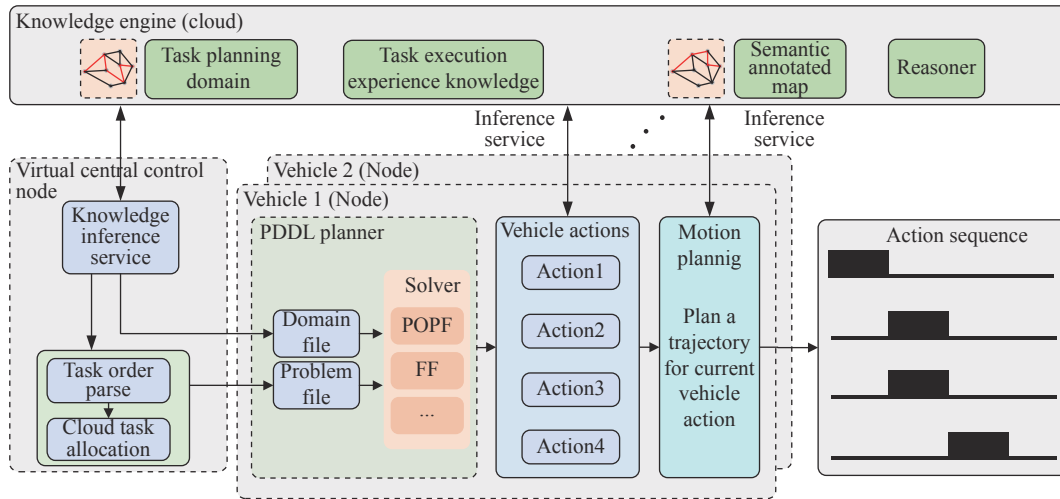 Knowledge engine (cloud)
Task planning
domain
Task execution
experience knowledge
Semantic
annotated
map
Reasoner
Inference
service
Inference
service
Virtual central control
node
Knowledge
inference
service
Task order
parse
Cloud task
allocation
Vehicle 2 (Node)
Vehicle 1 (Node)
PDDL planner
Domain
file
Problem
file
Solver
POPF
FF
...
Vehicle actions
Action1
Action2
Action3
Action4
Motion
plannig
Plan a
trajectory
for current
vehicle
action
Action sequence